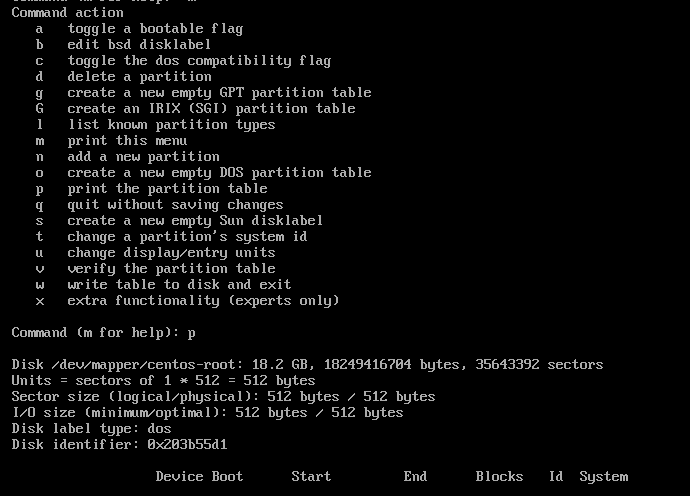 Command action
a toggle a bootable flag
b edit bsd disklabel
c toggle the dos compatibility flag
d delete a partition
g create a new empty GPT partition table
G create an IRIX (SGI) partition table
l list known partition types
m print this menu
n add a new partition
o create a new empty DOS partition table
p print the partition table
q quit without saving changes
s create a new empty Sun disklabel
t change a partition's system id
u change display/entry units
v verify the partition table
w write table to disk and exit
x extra functionality (experts only)
Command (m for help): p
Disk /dev/mapper/centos-root: 18.2 GB, 18249416704 bytes, 35643392 sectors
Units = sectors of 1 * 512 = 512 bytes
Sector size (logical/physical): 512 bytes / 512 bytes
I/O size (minimum/optimal): 512 bytes / 512 bytes
Disk label type: dos
Disk identifier: 0x203b55d1
Device Boot Start End Blocks Id System